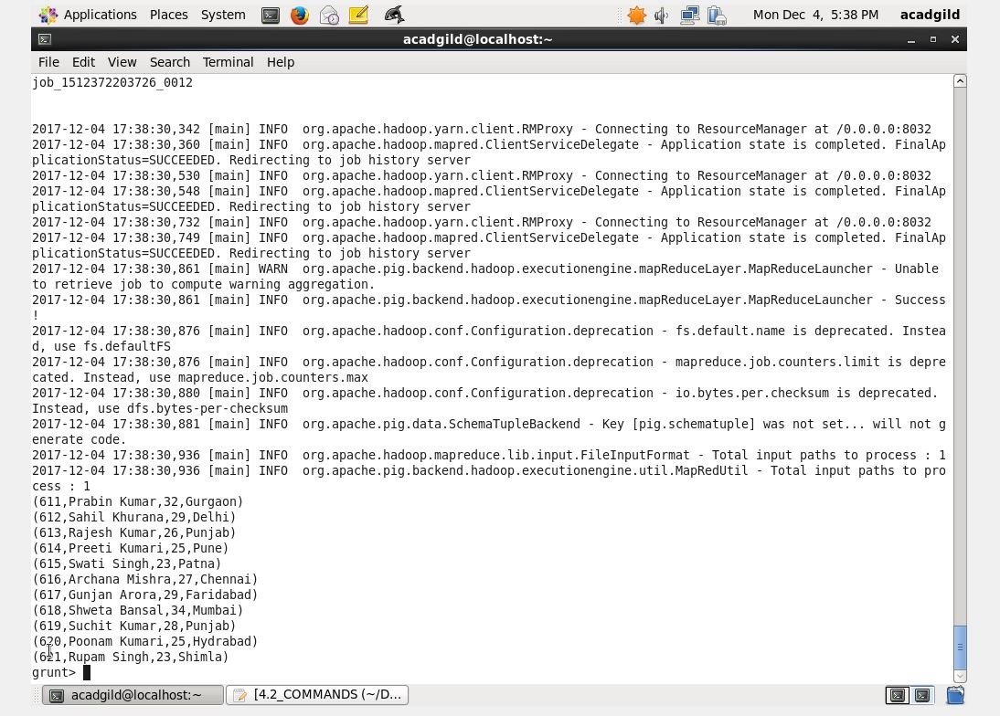 Applications Places System Mon Dec 4, 5:38 PM acadgild
acadgild@localhost:~
File Edit View Search Terminal Help
job_1512372203726_0012
2017-12-04 17:38:30,342 [main] INFO  org.apache.hadoop.yarn.client.RMProxy - Connecting to ResourceManager at /0.0.0.0:8032
2017-12-04 17:38:30,360 [main] INFO  org.apache.hadoop.mapred.ClientServiceDelegate - Application state is completed. FinalAp
plicationStatus=SUCCEEDED. Redirecting to job history server
2017-12-04 17:38:30,530 [main] INFO  org.apache.hadoop.yarn.client.RMProxy - Connecting to ResourceManager at /0.0.0.0:8032
2017-12-04 17:38:30,548 [main] INFO  org.apache.hadoop.mapred.ClientServiceDelegate - Application state is completed. FinalAp
plicationStatus=SUCCEEDED. Redirecting to job history server
2017-12-04 17:38:30,732 [main] INFO  org.apache.hadoop.yarn.client.RMProxy - Connecting to ResourceManager at /0.0.0.0:8032
2017-12-04 17:38:30,749 [main] INFO  org.apache.hadoop.mapred.ClientServiceDelegate - Application state is completed. FinalAp
plicationStatus=SUCCEEDED. Redirecting to job history server
2017-12-04 17:38:30,861 [main] WARN  org.apache.pig.backend.hadoop.executionengine.mapReduceLayer.MapReduceLauncher - Unable
to retrieve job to compute warning aggregation.
2017-12-04 17:38:30,861 [main] INFO  org.apache.pig.backend.hadoop.executionengine.mapReduceLayer.MapReduceLauncher - Success
!
2017-12-04 17:38:30,876 [main] INFO  org.apache.hadoop.conf.Configuration.deprecation - fs.default.name is deprecated. Instea
d, use fs.defaultFS
2017-12-04 17:38:30,876 [main] INFO  org.apache.hadoop.conf.Configuration.deprecation - mapreduce.job.counters.limit is depre
cated. Instead, use mapreduce.job.counters.max
2017-12-04 17:38:30,880 [main] INFO  org.apache.hadoop.conf.Configuration.deprecation - io.bytes.per.checksum is deprecated.
Instead, use dfs.bytes-per-checksum
2017-12-04 17:38:30,881 [main] INFO  org.apache.pig.data.SchemaTupleBackend - Key [pig.schematuple] was not set... will not g
enerate code.
2017-12-04 17:38:30,936 [main] INFO  org.apache.hadoop.mapreduce.lib.input.FileInputFormat - Total input paths to process : 1
2017-12-04 17:38:30,936 [main] INFO  org.apache.pig.backend.hadoop.executionengine.util.MapRedUtil - Total input paths to pro
cess : 1
(611,Prabin Kumar,32,Gurgaon)
(612,Sahil Khurana,29,Delhi)
(613,Rajesh Kumar,26,Punjab)
(614,Preeti Kumari,25,Pune)
(615,Swati Singh,23,Patna)
(616,Archana Mishra,27,Chennai)
(617,Gunjan Arora,29,Faridabad)
(618,Shweta Bansal,34,Mumbai)
(619,Suchit Kumar,28,Punjab)
(620,Poonam Kumari,25,Hydrabad)
(621,Rupam Singh,23,Shimla)
grunt>
acadgild@localhost:~ [4.2_COMMANDS (~/D...